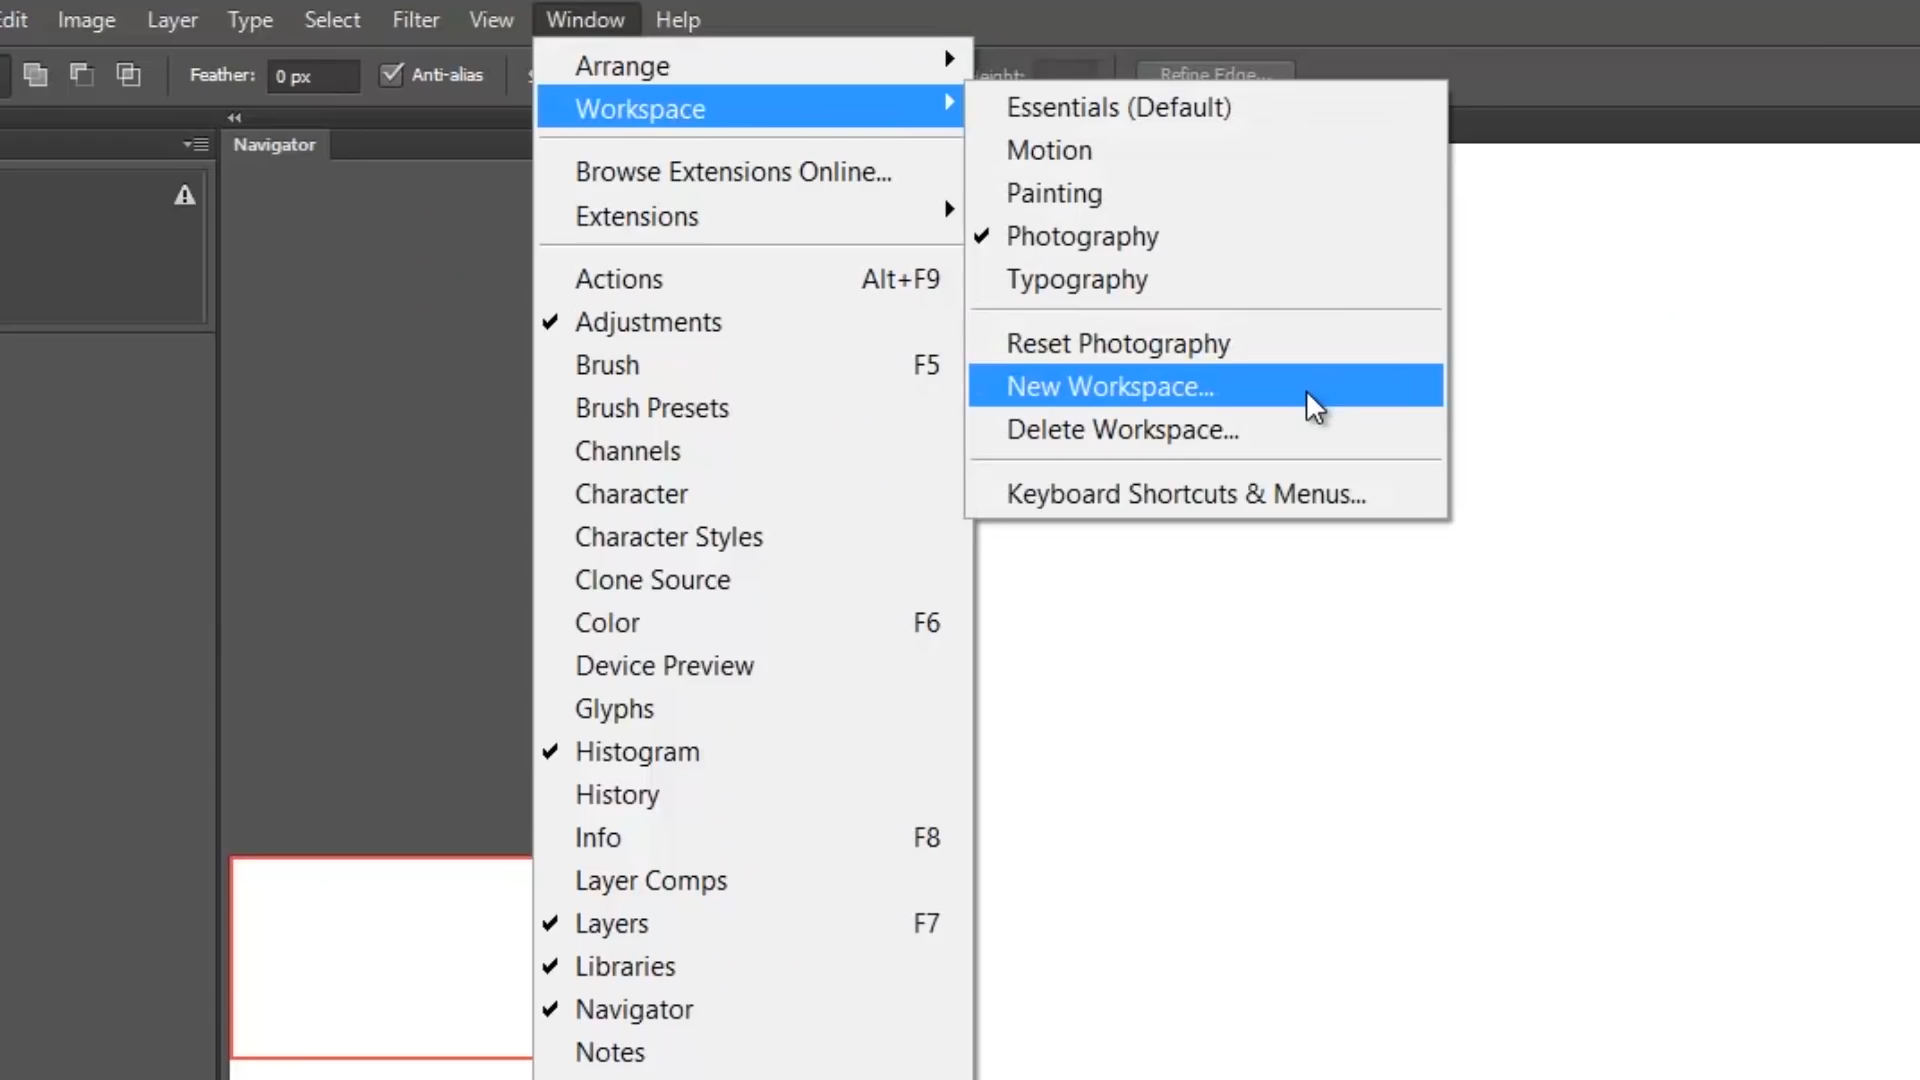 Edit Image Layer Type Select Filter View Window Help
Feather: 0 px Anti-alias Refine Edge...
Navigator
Arrange
Workspace
Browse Extensions Online...
Extensions
Actions Alt+F9
Adjustments
Brush F5
Brush Presets
Channels
Character
Character Styles
Clone Source
Color F6
Device Preview
Glyphs
Histogram
History
Info F8
Layer Comps
Layers F7
Libraries
Navigator
Notes
Essentials (Default)
Motion
Painting
Photography
Typography
Reset Photography
New Workspace...
Delete Workspace...
Keyboard Shortcuts & Menus...